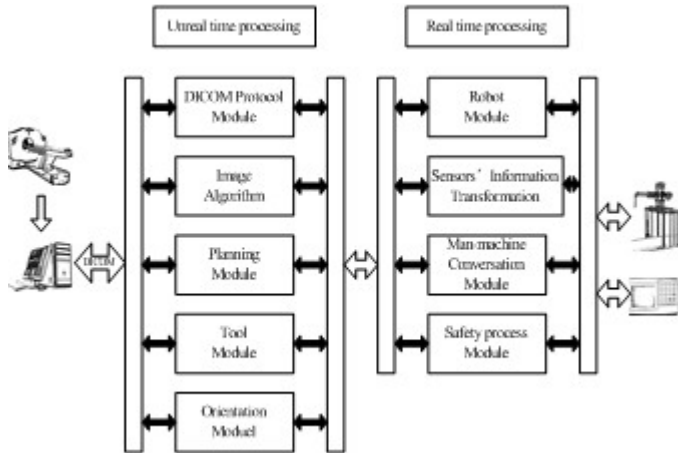 Unreal time processing
Real time processing
DICOM Protocol
Module
Image
Algorithm
Planning
Module
Tool
Module
Orientation
Moduel
DICOM
Robot
Module
Sensors' Information
Transformation
Man-machine
Conversation
Module
Safety process
Module